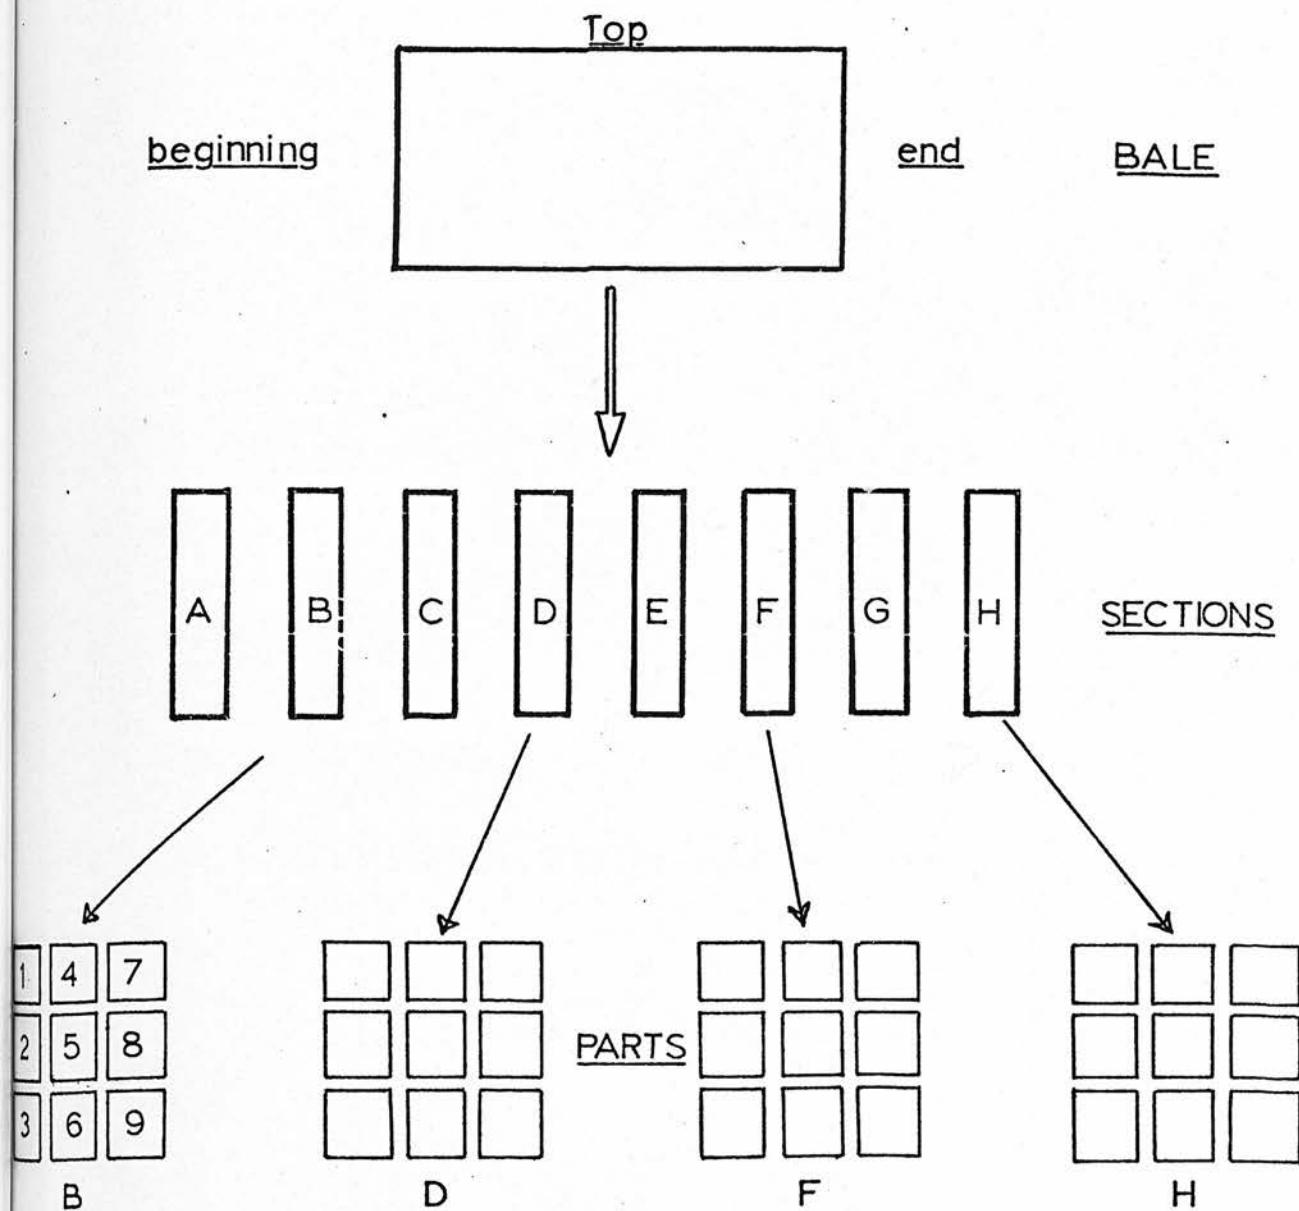 Top
beginning end BALE
A B C D E F G H SECTIONS
1 4 7
2 5 8 PARTS
3 6 9
B D F H